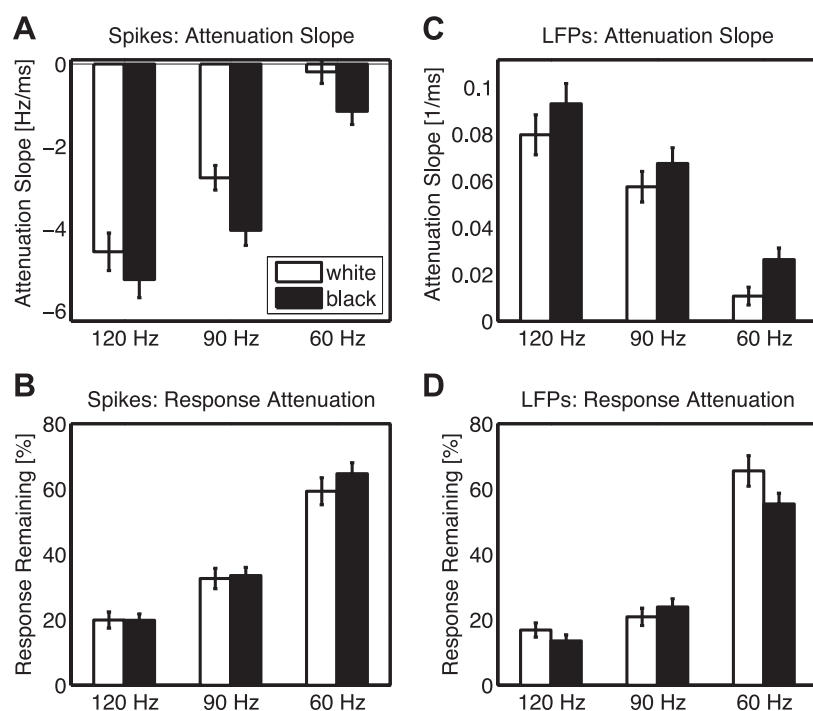 A
Spikes: Attenuation Slope
Attenuation Slope [Hz/ms]
0
−2
−4
−6
white
black
120 Hz 90 Hz 60 Hz
B
Spikes: Response Attenuation
Response Remaining [%]
80
60
40
20
0
120 Hz 90 Hz 60 Hz
C
LFPs: Attenuation Slope
Attenuation Slope [1/ms]
0.1
0.08
0.06
0.04
0.02
0
120 Hz 90 Hz 60 Hz
D
LFPs: Response Attenuation
Response Remaining [%]
80
60
40
20
0
120 Hz 90 Hz 60 Hz